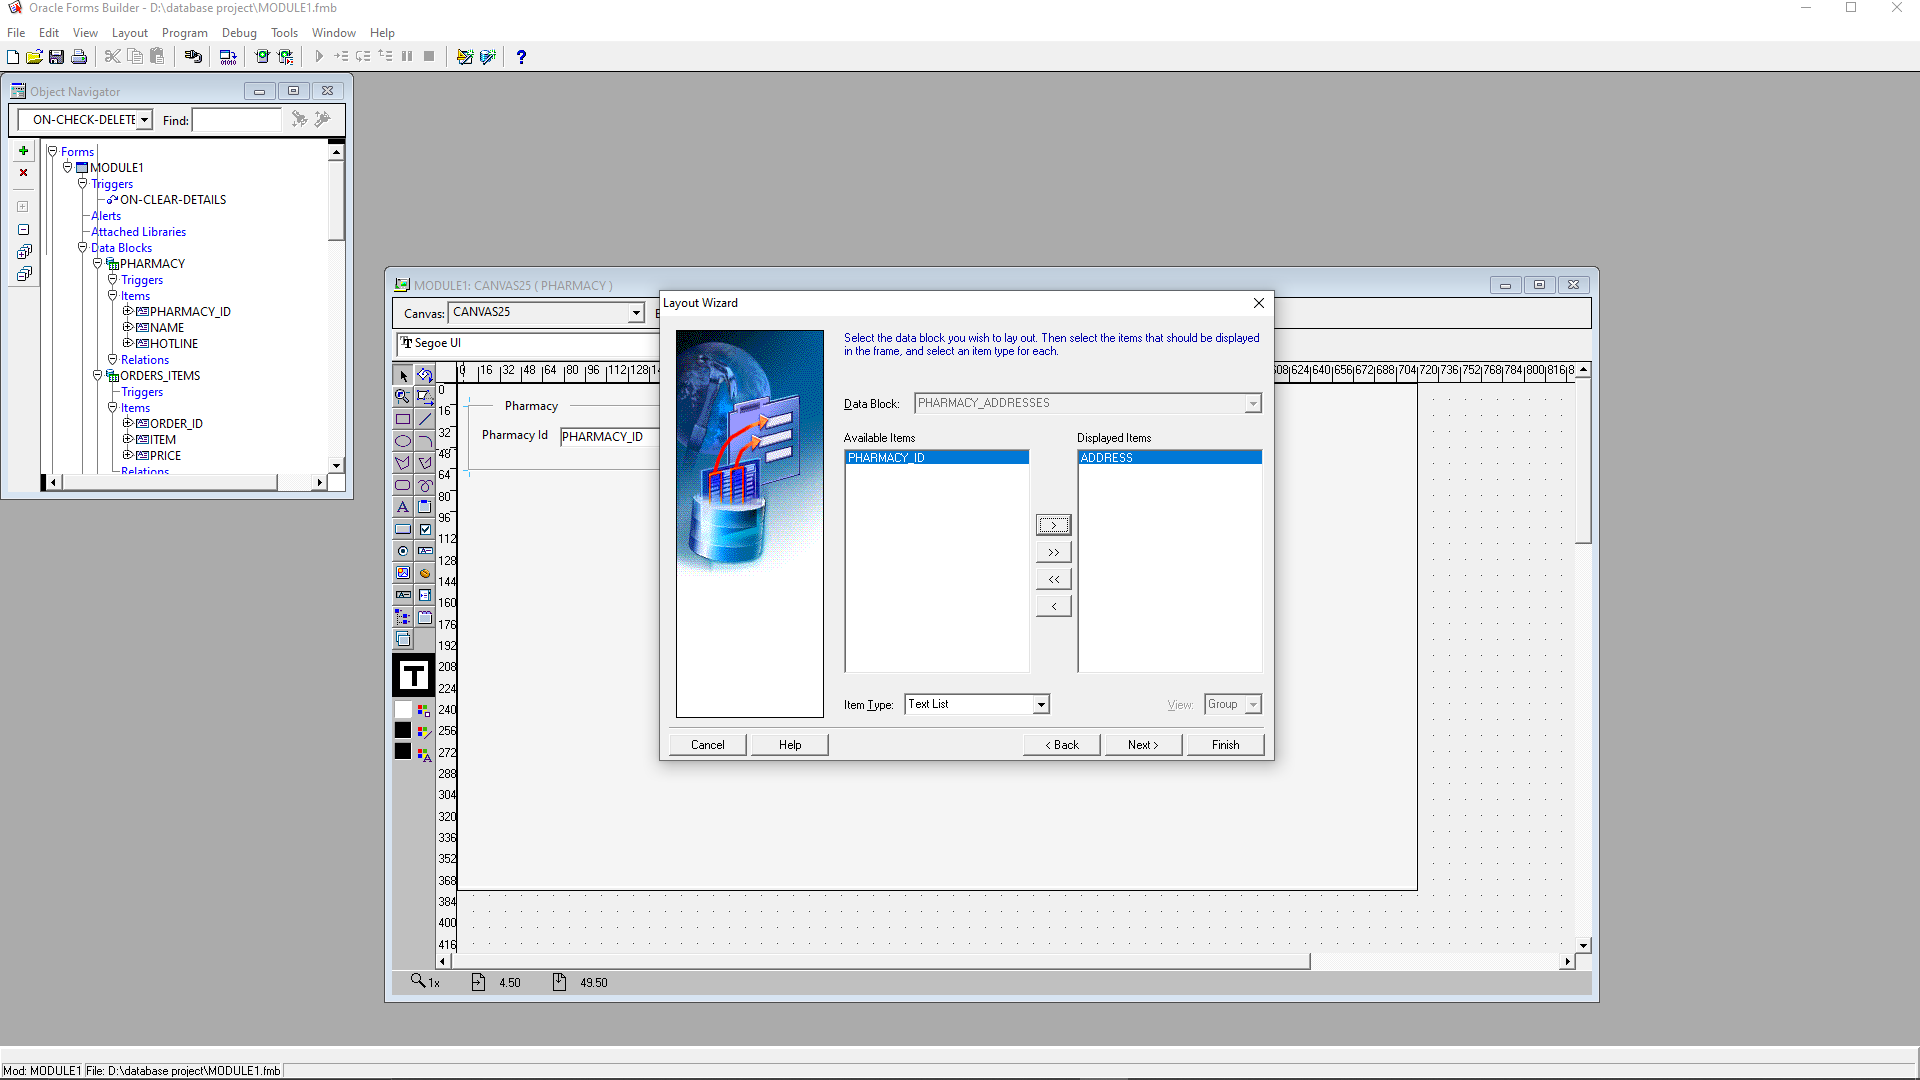 Oracle Forms Builder - D:\database project\MODULE1.fmb
File Edit View Layout Program Debug Tools Window Help
Object Navigator
ON-CHECK-DELETE Find:
Forms
MODULE1
Triggers
ON-CLEAR-DETAILS
Alerts
Attached Libraries
Data Blocks
PHARMACY
Triggers
Items
PHARMACY_ID
NAME
HOTLINE
Relations
ORDERS_ITEMS
Triggers
Items
ORDER_ID
ITEM
PRICE
Relations
MODULE1: CANVAS25 ( PHARMACY )
Canvas: CANVAS25
Segoe UI
0 16 32 48 64 80 96 112 128
624 640 656 672 688 704 720 736 752 768 784 800 816
0
16
32
48
64
80
96
112
128
144
160
176
192
208
224
240
256
272
288
304
320
336
352
368
384
400
416
Pharmacy
Pharmacy Id PHARMACY_ID
Layout Wizard
Select the data block you wish to lay out. Then select the items that should be displayed
in the frame, and select an item type for each.
Data Block: PHARMACY_ADDRESSES
Available Items Displayed Items
PHARMACY_ID ADDRESS
>
>>
<<
<
Item Type: Text List View: Group
Cancel Help < Back Next > Finish
1x 4.50 49.50
Mod: MODULE1 File: D:\database project\MODULE1.fmb